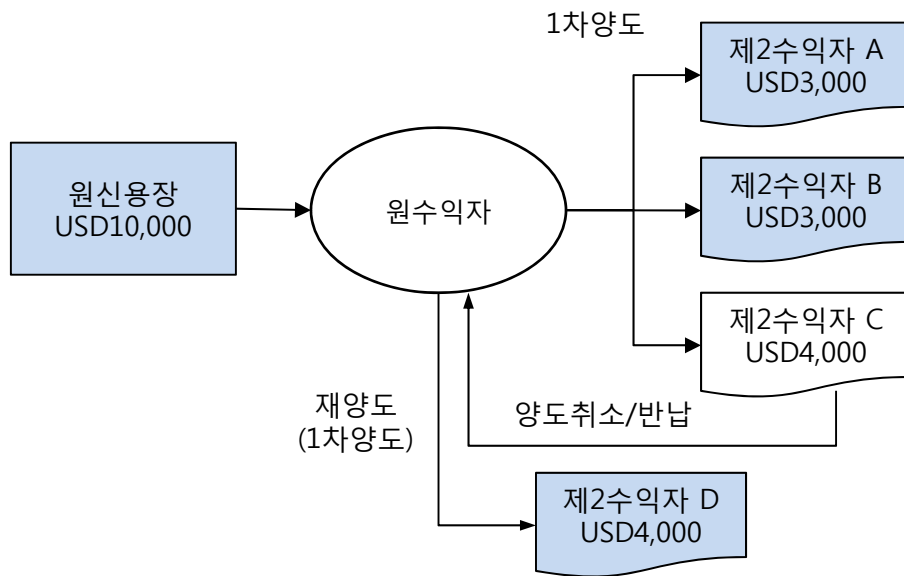 1차양도
제2수익자 A
USD3,000
원신용장
USD10,000
원수익자
제2수익자 B
USD3,000
제2수익자 C
USD4,000
재양도
(1차양도)
양도취소/반납
제2수익자 D
USD4,000